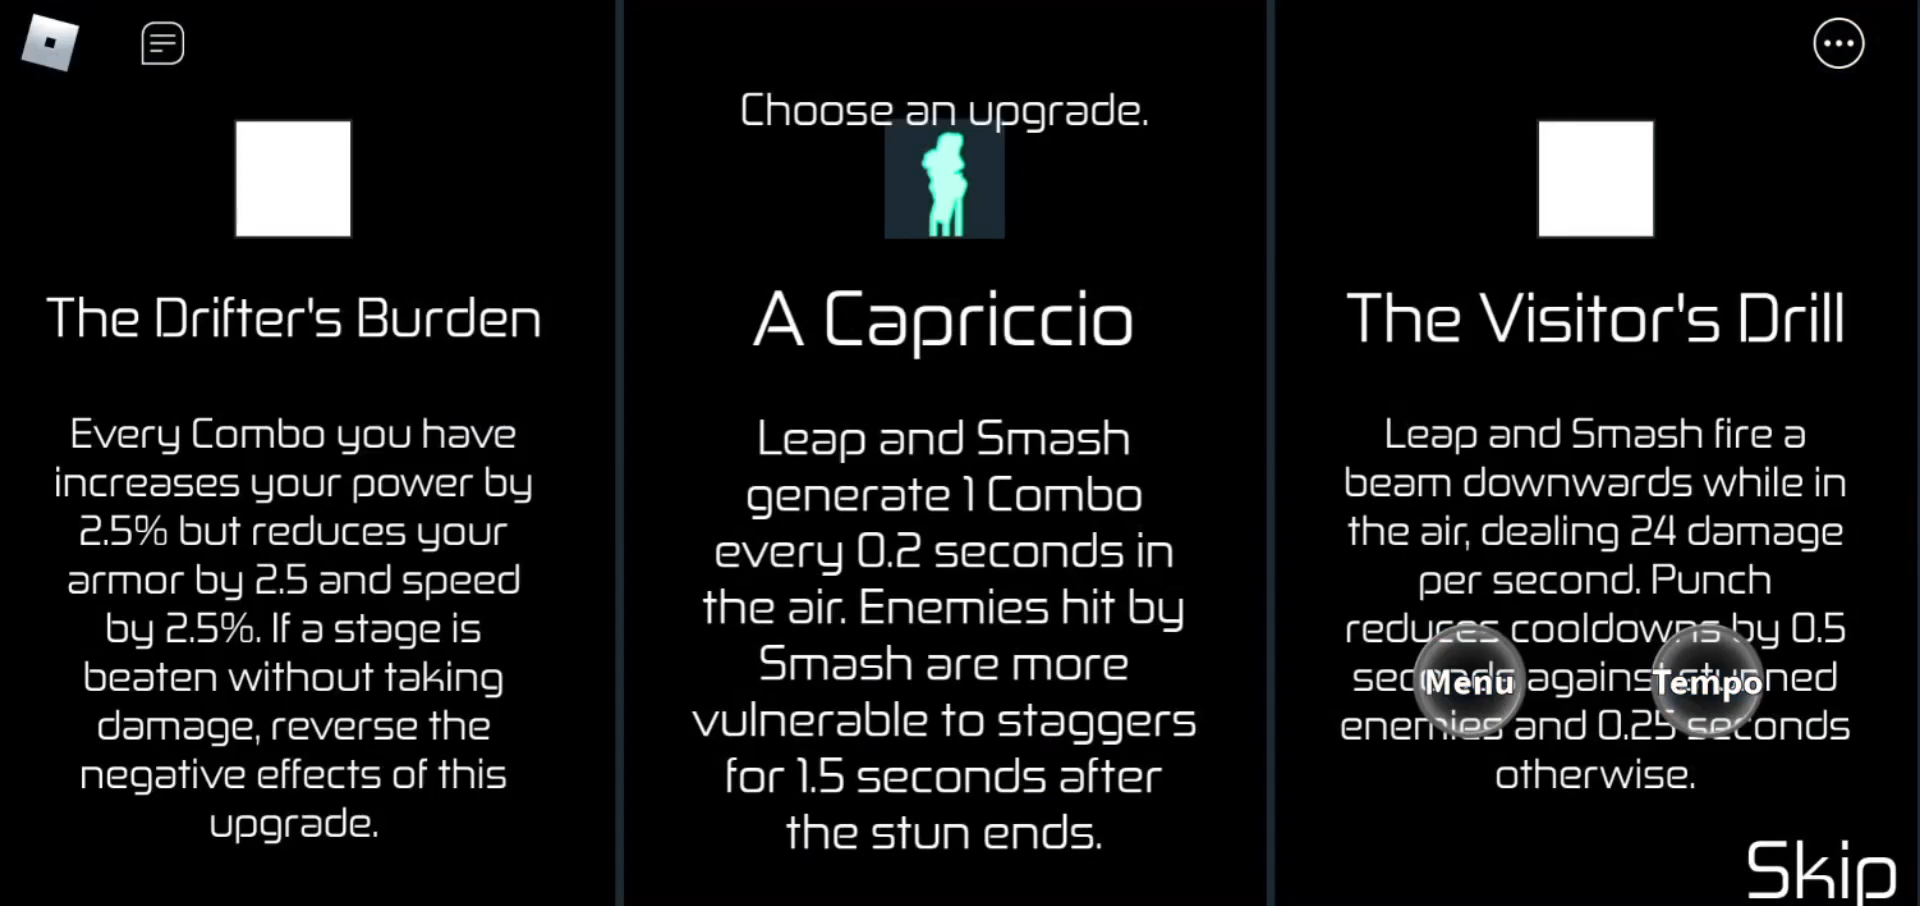 Choose an upgrade.
The Drifter's Burden
Every Combo you have
increases your power by
2.5% but reduces your
armor by 2.5 and speed
by 2.5%. If a stage is
beaten without taking
damage, reverse the
negative effects of this
upgrade.
A Capriccio
Leap and Smash
generate 1 Combo
every 0.2 seconds in
the air. Enemies hit by
Smash are more
vulnerable to staggers
for 1.5 seconds after
the stun ends.
The Visitor's Drill
Leap and Smash fire a
beam downwards while in
the air, dealing 24 damage
per second. Punch
reduces cooldowns by 0.5
seconds against stunned
enemies and 0.25 seconds
otherwise.
Menu
Tempo
Skip